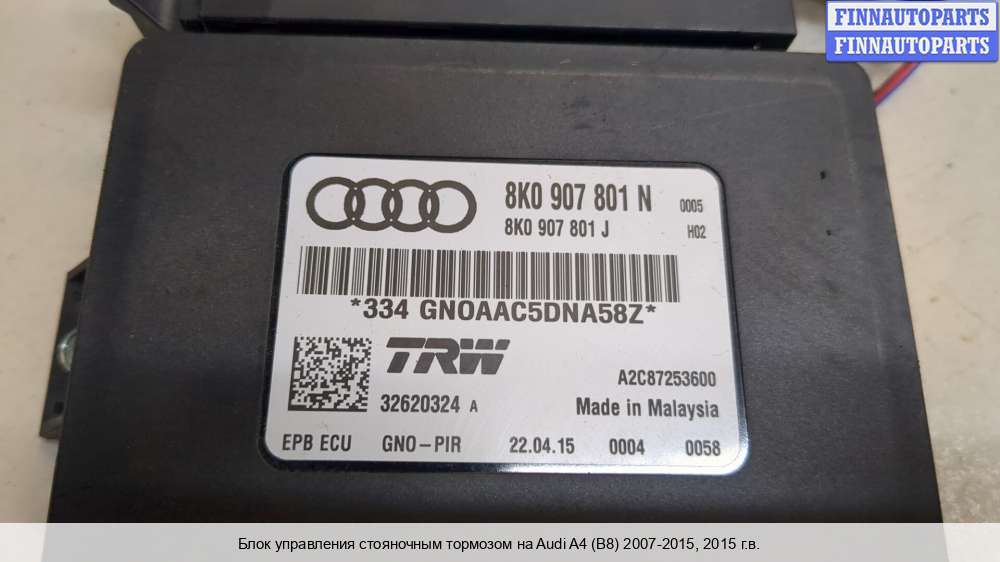 FINNAUTOPARTS
FINNAUTOPARTS
8K0 907 801 N 0005
8K0 907 801 J H02
*334 GNOAAC5DNA58Z*
TRW
A2C87253600
32620324 A Made in Malaysia
EPB ECU GNO-PIR 22.04.15 0004 0058
Блок управления стояночным тормозом на Audi A4 (B8) 2007-2015, 2015 г.в.